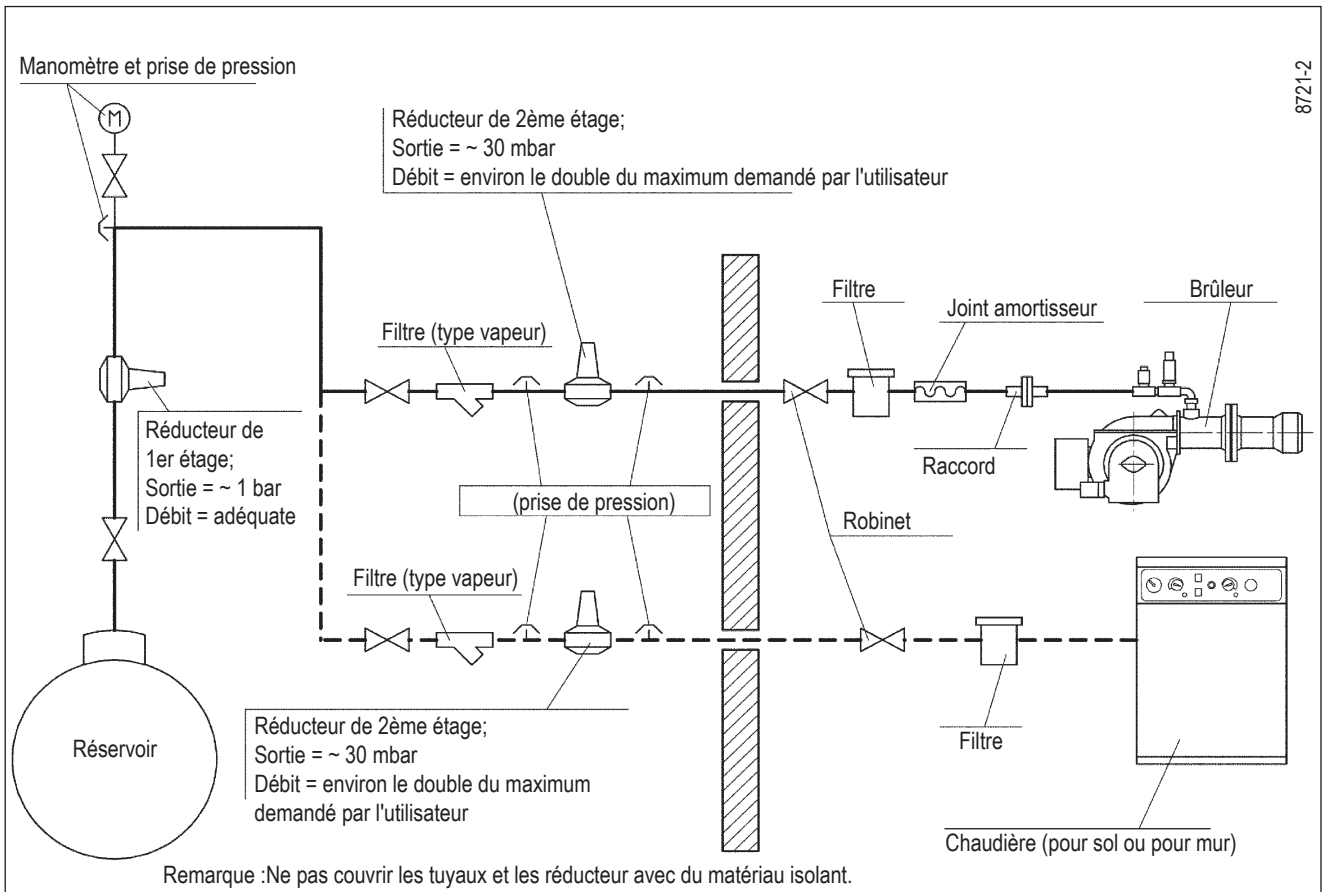 8721-2
Manomètre et prise de pression
M
Réducteur de 2ème étage;
Sortie = ~ 30 mbar
Débit = environ le double du maximum demandé par l'utilisateur
Filtre
Brûleur
Joint amortisseur
Filtre (type vapeur)
Réducteur de
1er étage;
Sortie = ~ 1 bar
Débit = adéquate
Raccord
(prise de pression)
Robinet
Filtre (type vapeur)
Réservoir
Réducteur de 2ème étage;
Sortie = ~ 30 mbar
Débit = environ le double du maximum
demandé par l'utilisateur
Filtre
Chaudière (pour sol ou pour mur)
Remarque :Ne pas couvrir les tuyaux et les réducteur avec du matériau isolant.